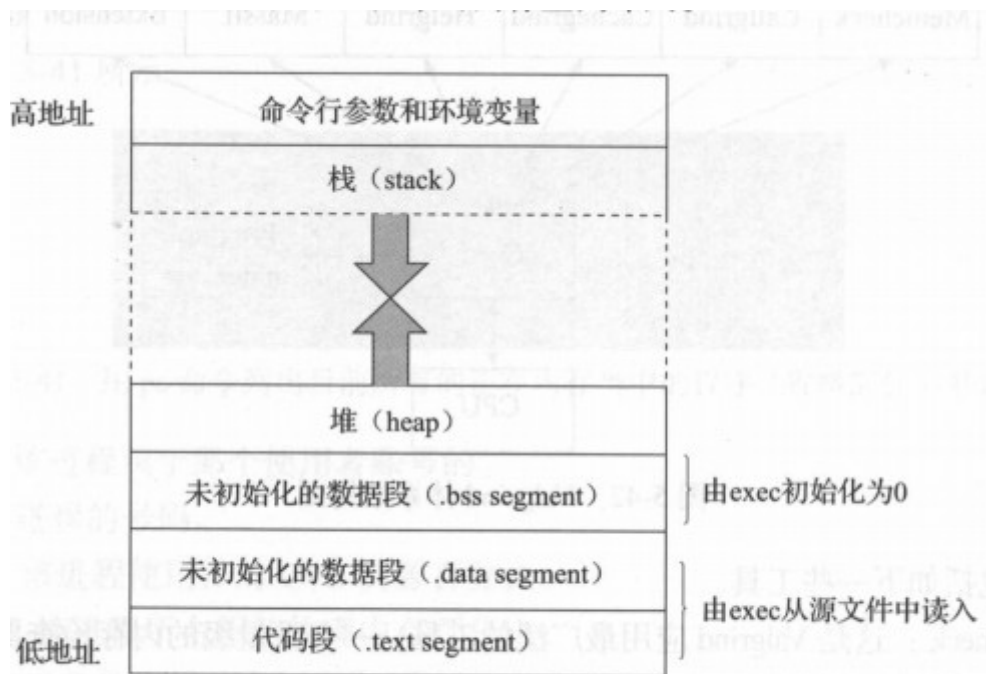 高地址
命令行参数和环境变量
栈（stack）
堆（heap）
未初始化的数据段（.bss segment）
由exec初始化为0
未初始化的数据段（.data segment）
由exec从源文件中读入
代码段（.text segment）
低地址